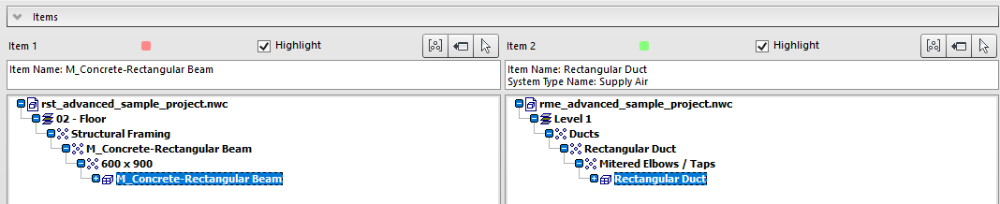 Items
Item 1
Highlight
Item Name: M_Concrete-Rectangular Beam
rst_advanced_sample_project.nwc
02 - Floor
Structural Framing
M_Concrete-Rectangular Beam
600 x 900
M_Concrete-Rectangular Beam
Item 2
Highlight
Item Name: Rectangular Duct
System Type Name: Supply Air
rme_advanced_sample_project.nwc
Level 1
Ducts
Rectangular Duct
Mitered Elbows / Taps
Rectangular Duct